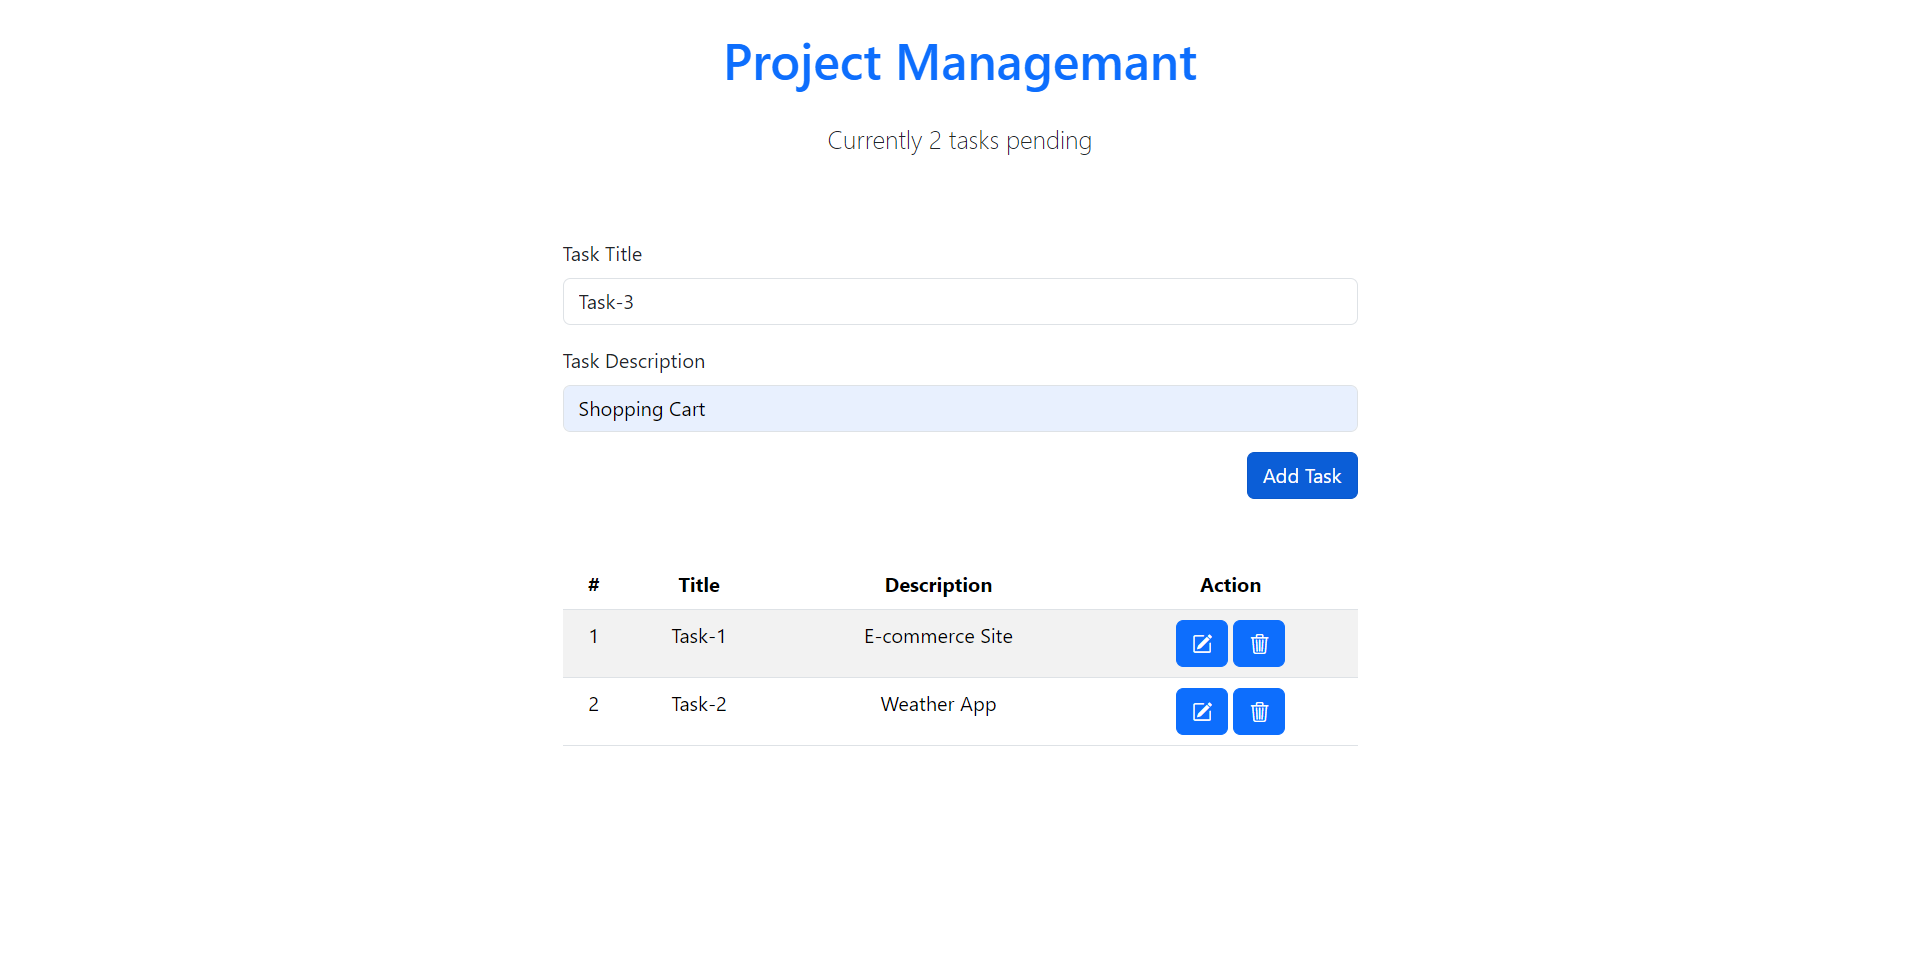 Project Managemant
Currently 2 tasks pending
Task Title
Task-3
Task Description
Shopping Cart
Add Task
# Title Description Action
1 Task-1 E-commerce Site
2 Task-2 Weather App